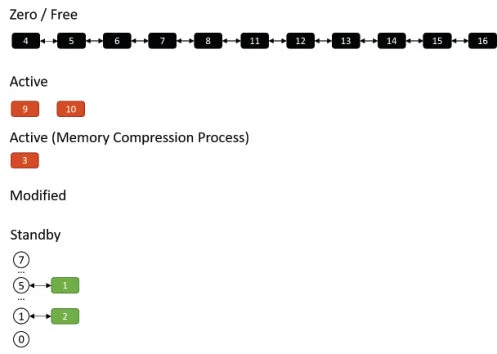 Zero / Free
4 5 6 7 8 11 12 13 14 15 16
Active
9 10
Active (Memory Compression Process)
3
Modified
Standby
7
...
5 1
...
1 2
0